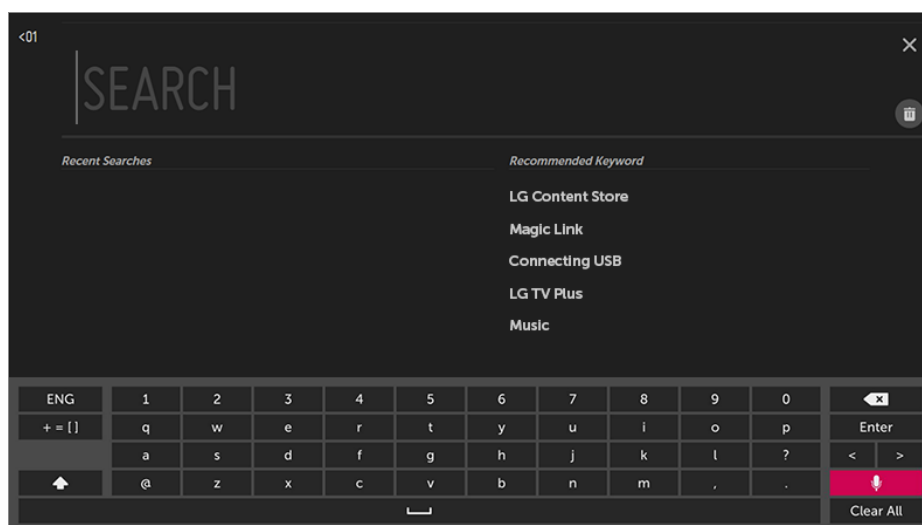 <01
SEARCH
Recent Searches
Recommended Keyword
LG Content Store
Magic Link
Connecting USB
LG TV Plus
Music
ENG 1 2 3 4 5 6 7 8 9 0
+ = [ ] q w e r t y u i o p Enter
a s d f g h j k l ? < >
@ z x c v b n m , .
Clear All